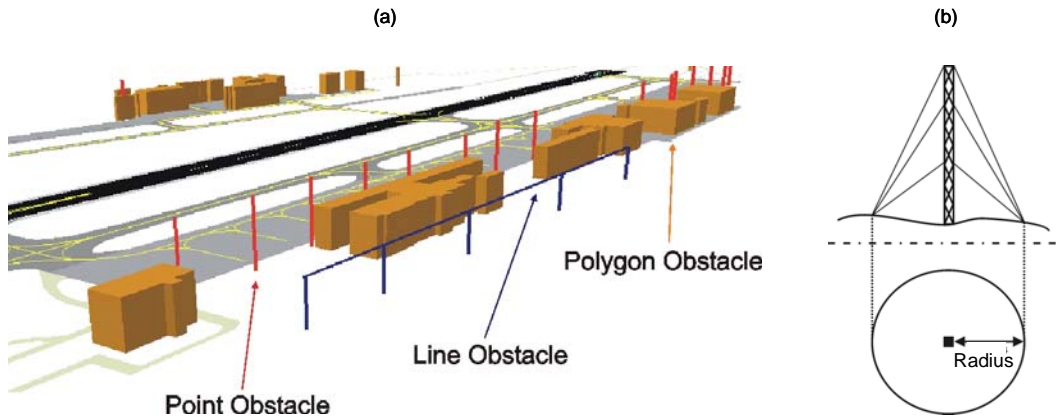 (a)
(b)
Polygon Obstacle
Line Obstacle
Point Obstacle
Radius